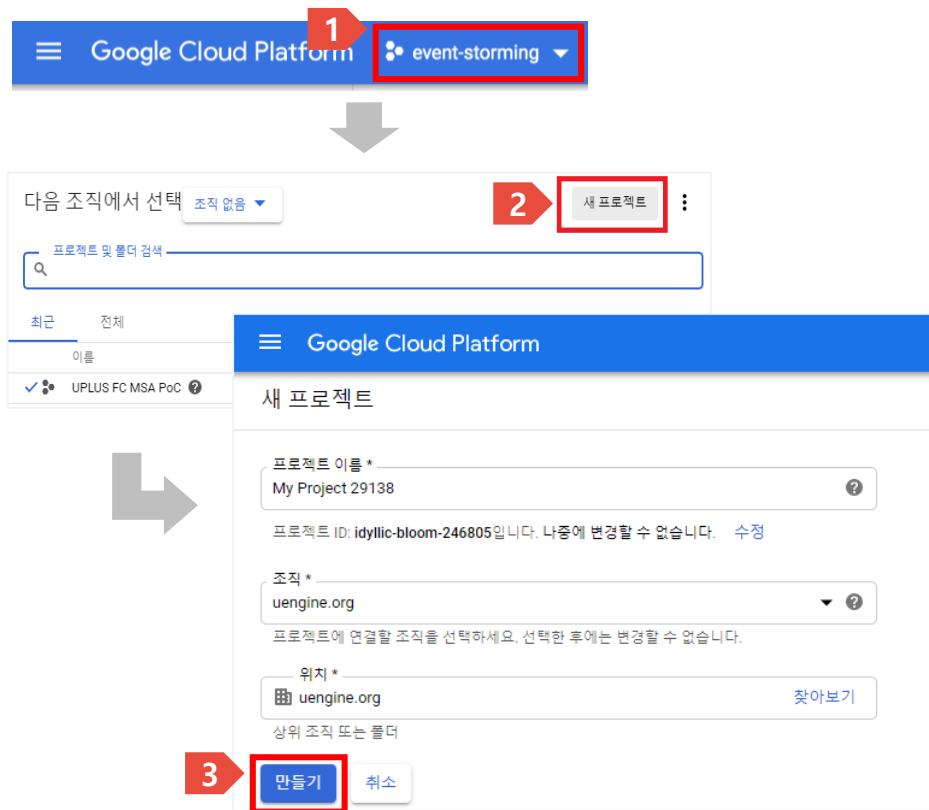 1
Google Cloud Platform event-storming
다음 조직에서 선택 조직 없음
2
새 프로젝트
프로젝트 및 폴더 검색
최근 전체
이름
UPLUS FC MSA PoC
Google Cloud Platform
새 프로젝트
프로젝트 이름 *
My Project 29138
프로젝트 ID: idyllic-bloom-246805입니다. 나중에 변경할 수 없습니다. 수정
조직 *
uengine.org
프로젝트에 연결할 조직을 선택하세요. 선택한 후에는 변경할 수 없습니다.
위치 *
uengine.org 찾아보기
상위 조직 또는 폴더
3
만들기 취소